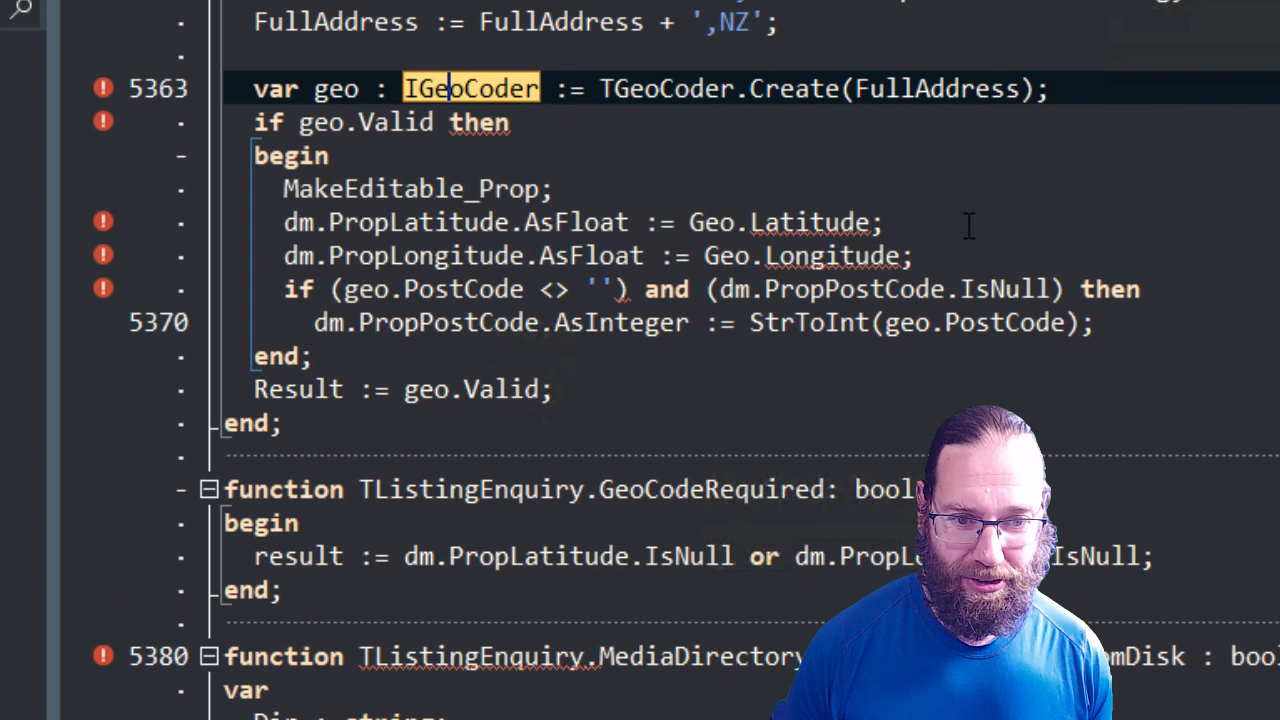 FullAddress := FullAddress + ',NZ';
5363 var geo : IGeoCoder := TGeoCoder.Create(FullAddress);
if geo.Valid then
begin
MakeEditable_Prop;
dm.PropLatitude.AsFloat := Geo.Latitude;
dm.PropLongitude.AsFloat := Geo.Longitude;
if (geo.PostCode <> '') and (dm.PropPostCode.IsNull) then
5370 dm.PropPostCode.AsInteger := StrToInt(geo.PostCode);
end;
Result := geo.Valid;
end;
function TListingEnquiry.GeoCodeRequired: bool
begin
result := dm.PropLatitude.IsNull or dm.PropL IsNull;
end;
5380 function TListingEnquiry.MediaDirectory omDisk : bool
var